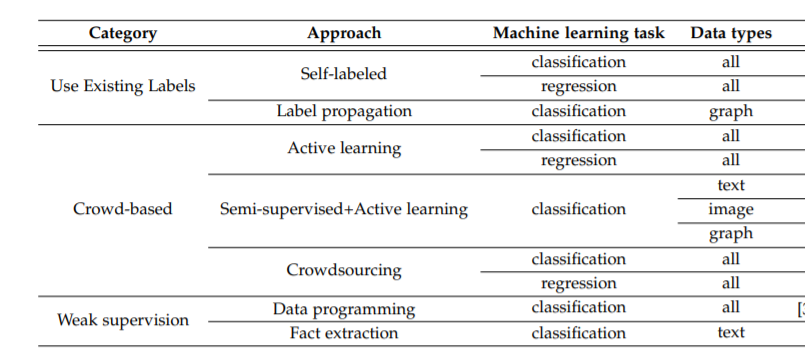 Category Approach Machine learning task Data types
Use Existing Labels Self-labeled classification all
regression all
Label propagation classification graph
Crowd-based Active learning classification all
regression all
Semi-supervised+Active learning classification text
image
graph
Crowdsourcing classification all
regression all
Weak supervision Data programming classification all [3
Fact extraction classification text